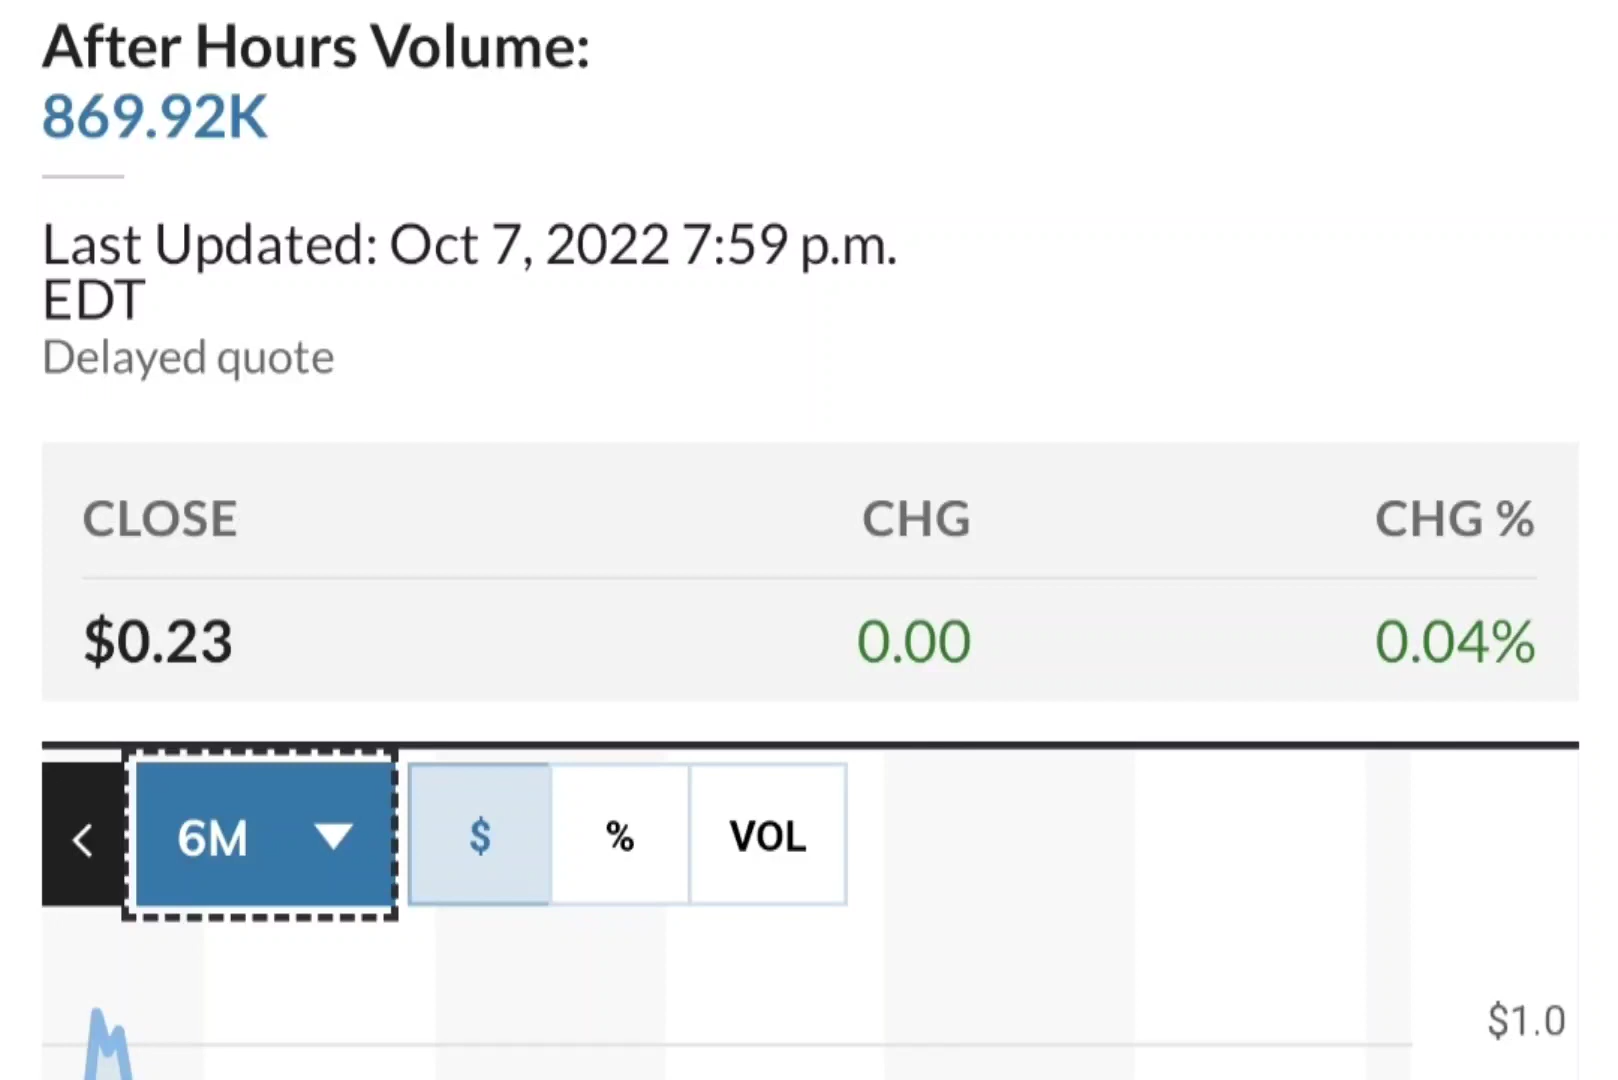 After Hours Volume:
869.92K
Last Updated: Oct 7, 2022 7:59 p.m.
EDT
Delayed quote
CLOSE CHG CHG %
$0.23 0.00 0.04%
6M $ % VOL
$1.0